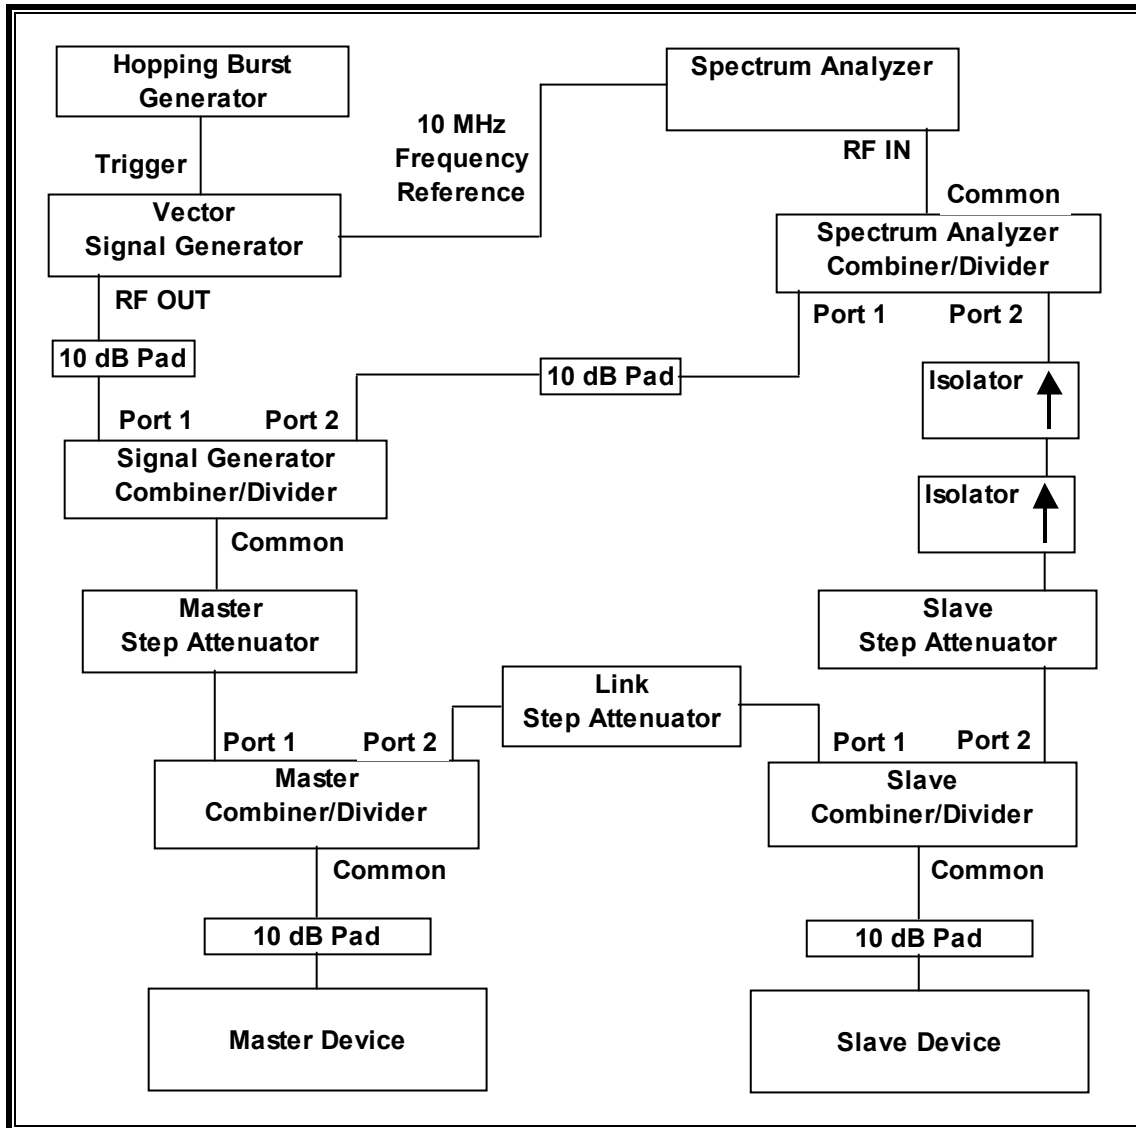 Hopping Burst
Generator
Spectrum Analyzer
10 MHz
Frequency
Reference
RF IN
Trigger
Common
Vector
Signal Generator
Spectrum Analyzer
Combiner/Divider
RF OUT
Port 1
Port 2
10 dB Pad
10 dB Pad
Isolator
Port 1
Port 2
Signal Generator
Combiner/Divider
Isolator
Common
Master
Step Attenuator
Slave
Step Attenuator
Link
Step Attenuator
Port 1
Port 2
Port 1
Port 2
Master
Combiner/Divider
Slave
Combiner/Divider
Common
Common
10 dB Pad
10 dB Pad
Master Device
Slave Device